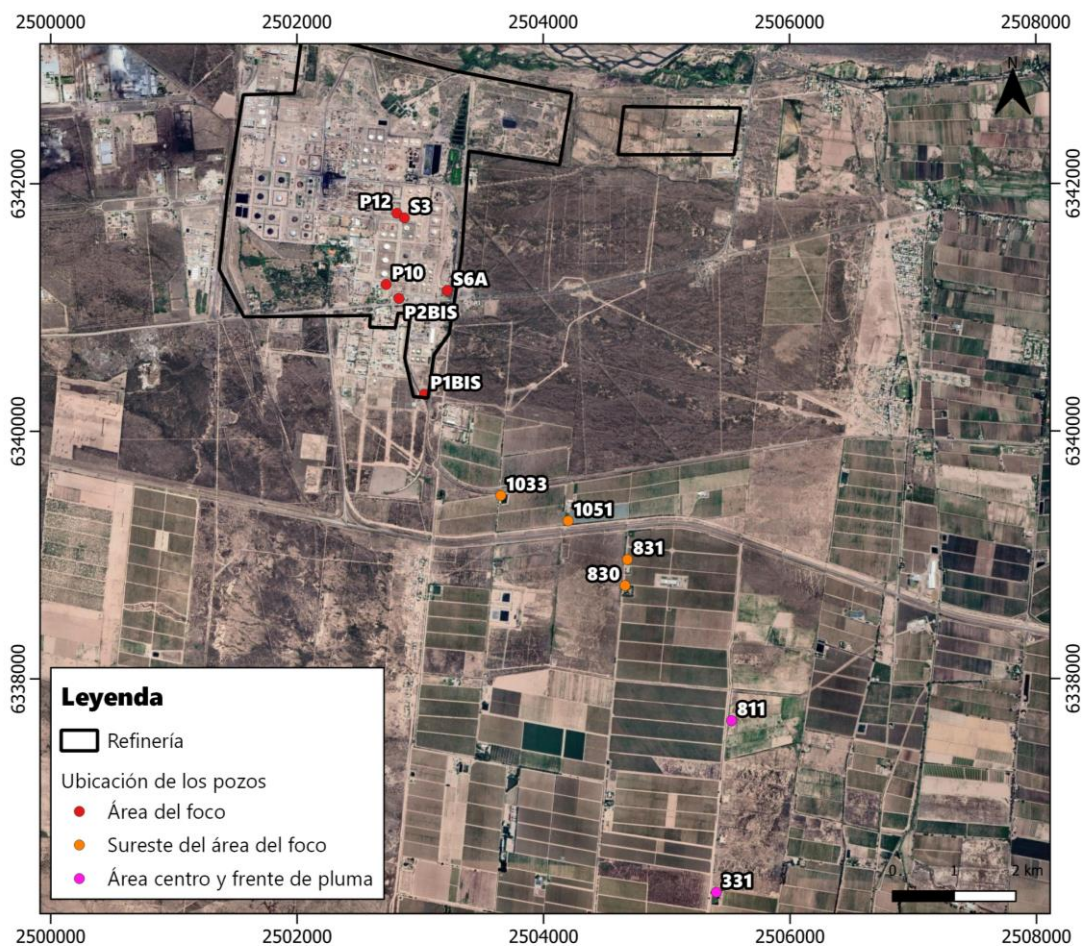 2500000 2502000 2504000 2506000 2508000
N
6342000 6342000
P12 S3
P10 S6A
P2BIS
P1BIS
6340000 6340000
1033
1051
831
830
6338000 6338000
811
331
Leyenda
Refinería
Ubicación de los pozos
Área del foco
Sureste del área del foco
Área centro y frente de pluma
0 2 km
2500000 2502000 2504000 2506000 2508000